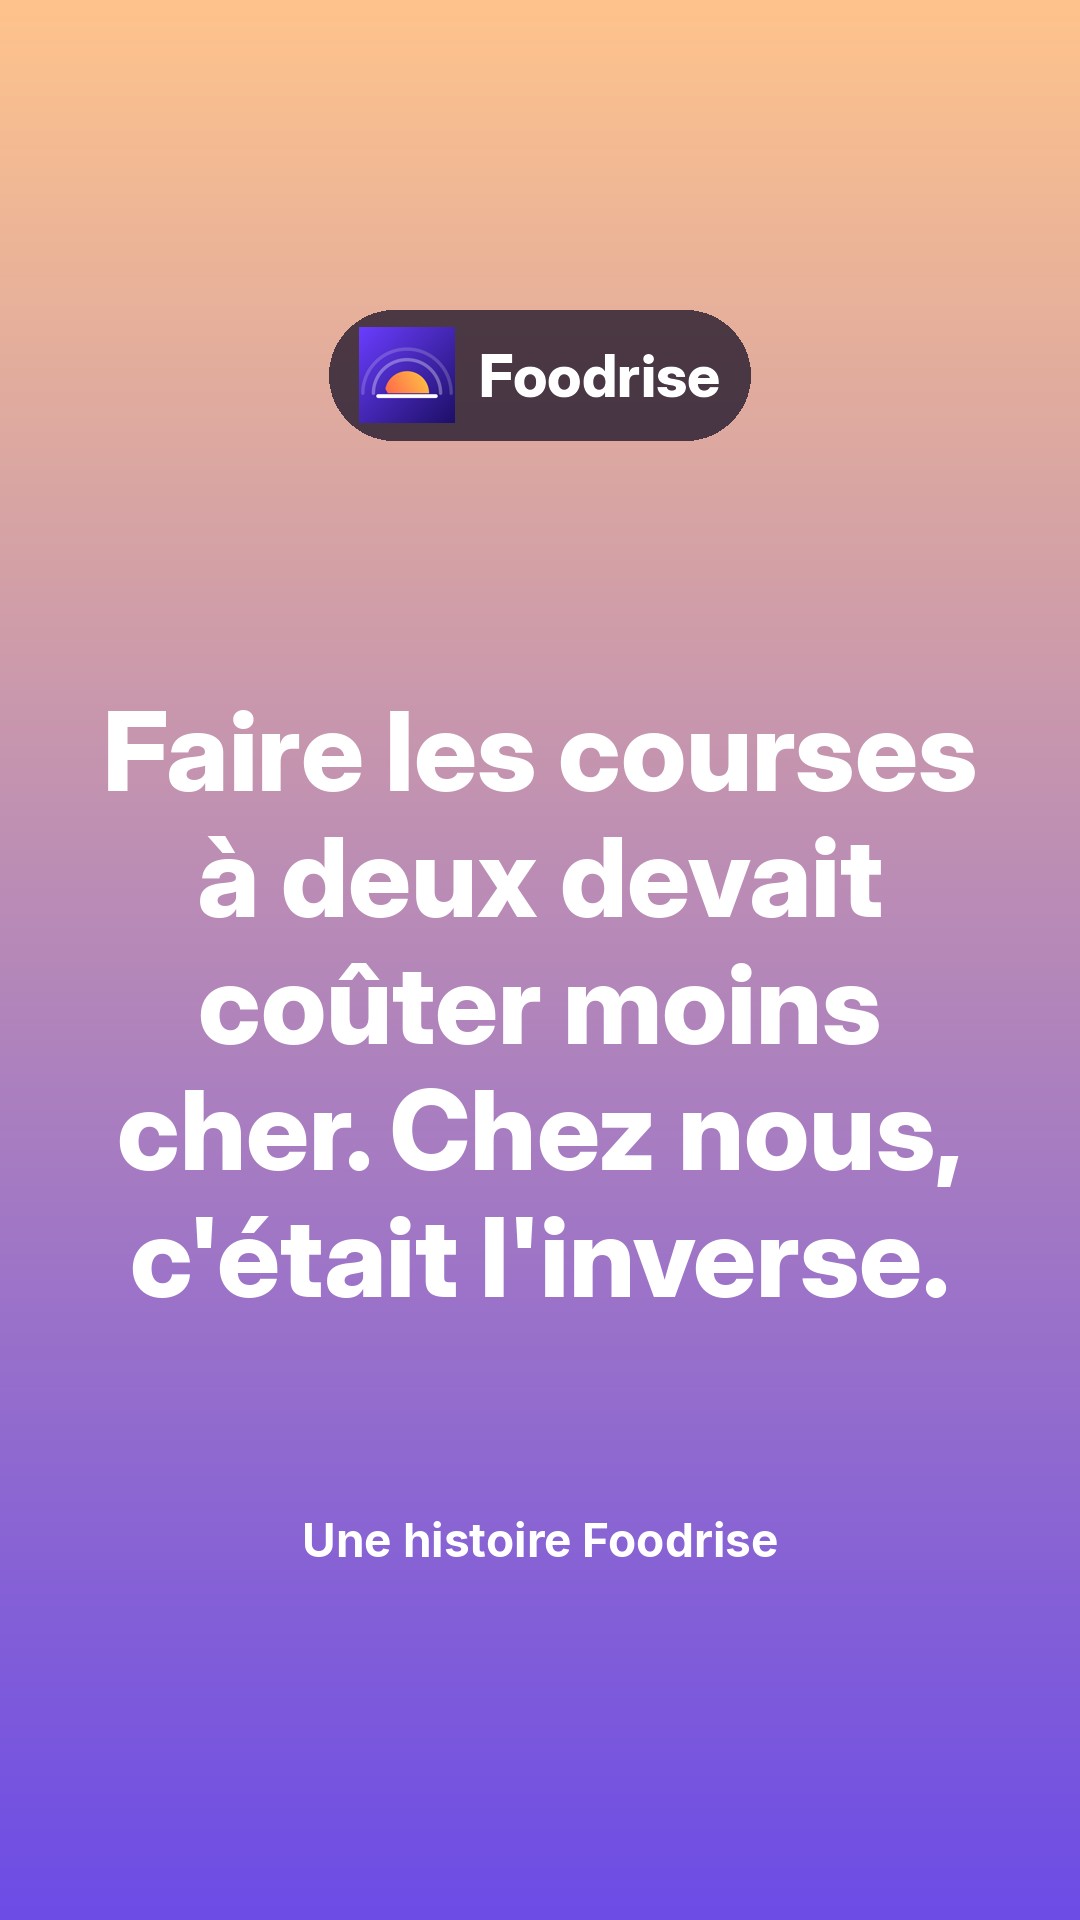 Foodrise
Faire les courses
à deux devait
coûter moins
cher. Chez nous,
c'était l'inverse.
Une histoire Foodrise